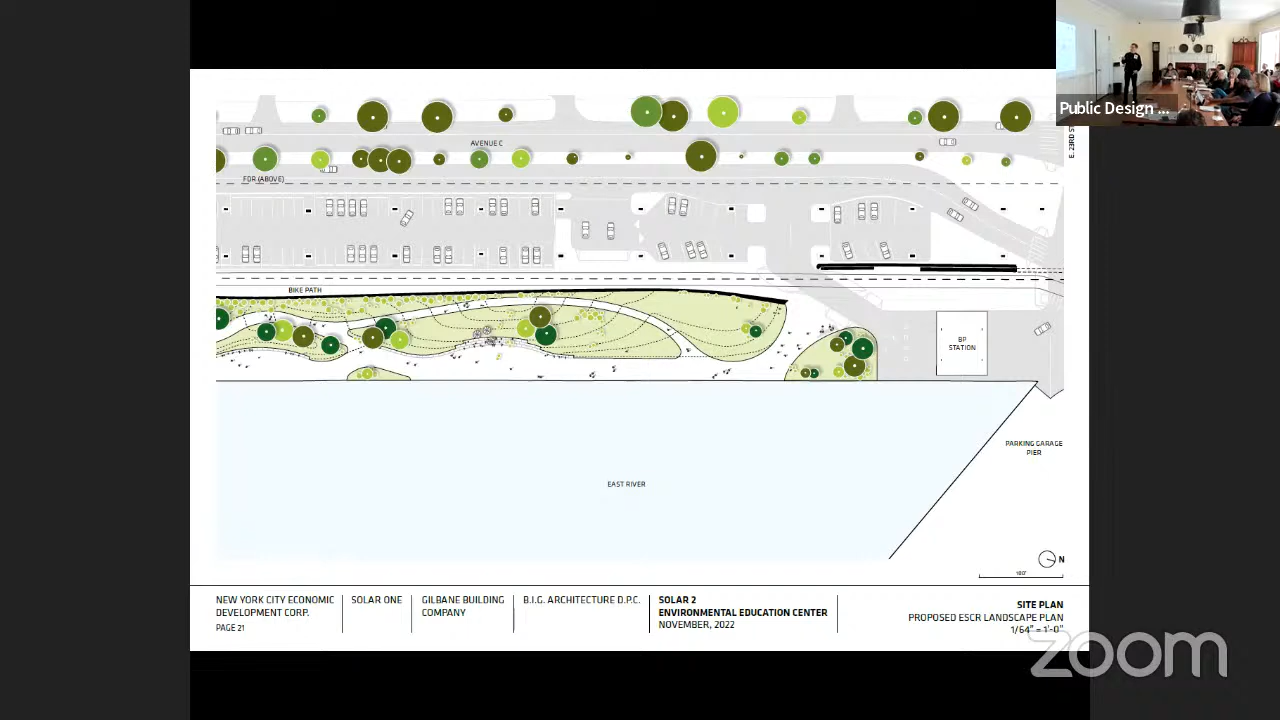 Public Design ...
AVENUE C
E. 23RD S
FDR (ABOVE)
BIKE PATH
BP
STATION
PARKING GARAGE
PIER
EAST RIVER
N
100'
NEW YORK CITY ECONOMIC
DEVELOPMENT CORP.
PAGE 21
SOLAR ONE
GILBANE BUILDING
COMPANY
B.I.G. ARCHITECTURE D.P.C.
SOLAR 2
ENVIRONMENTAL EDUCATION CENTER
NOVEMBER, 2022
SITE PLAN
PROPOSED ESCR LANDSCAPE PLAN
1/64" = 1'-0"
zoom